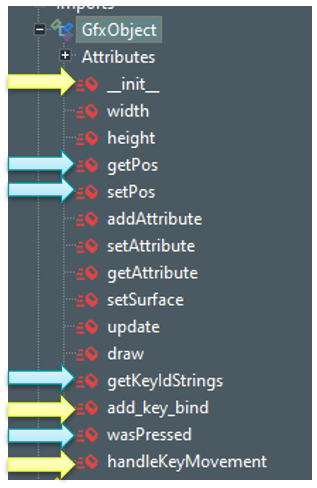 Imports
GfxObject
Attributes
__init__
width
height
getPos
setPos
addAttribute
setAttribute
getAttribute
setSurface
update
draw
getKeyIdStrings
add_key_bind
wasPressed
handleKeyMovement